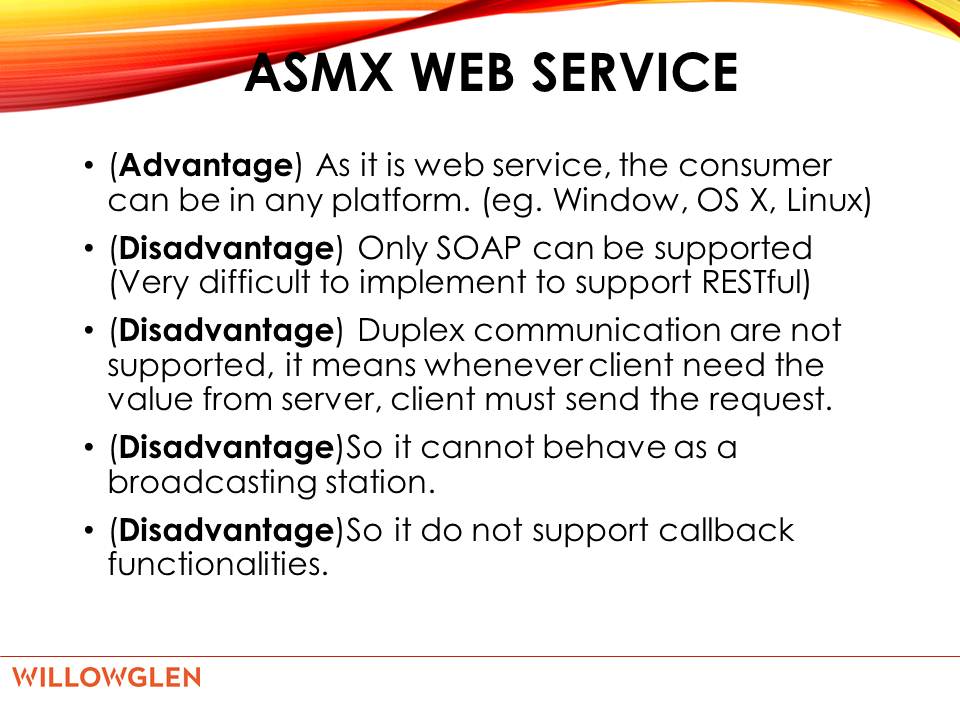 ASMX WEB SERVICE
• (Advantage) As it is web service, the consumer
can be in any platform. (eg. Window, OS X, Linux)
• (Disadvantage) Only SOAP can be supported
(Very difficult to implement to support RESTful)
• (Disadvantage) Duplex communication are not
supported, it means whenever client need the
value from server, client must send the request.
• (Disadvantage)So it cannot behave as a
broadcasting station.
• (Disadvantage)So it do not support callback
functionalities.
WILLOWGLEN